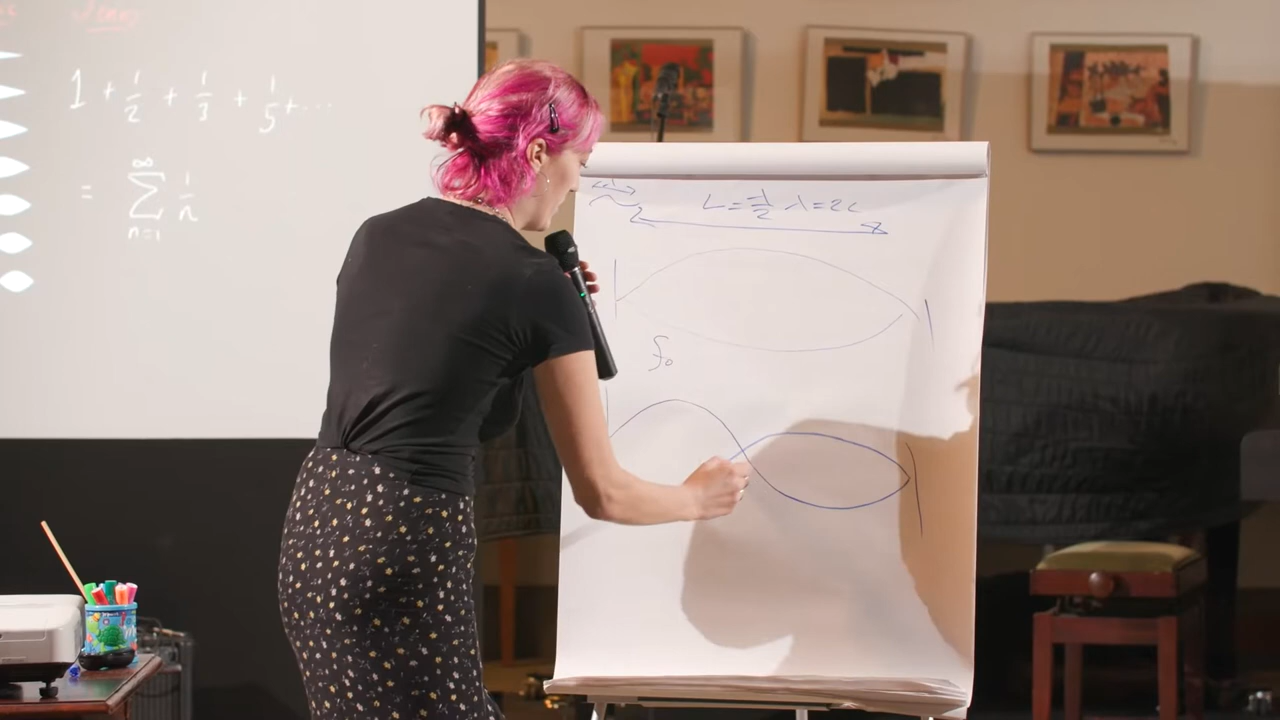 1 + 1/2 + 1/3 + 1/5 + ...
= ∞ ∑ n=1 1/n
L = λ/2 λ = 2L
f₀